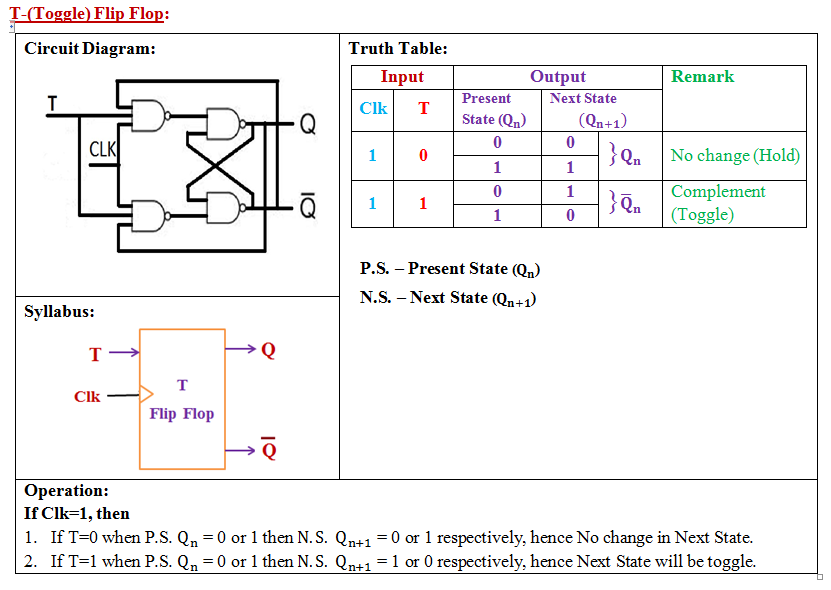 T-(Toggle) Flip Flop:
Circuit Diagram:
T
CLK
Q
Q̅
Truth Table:
Input Output Remark
Clk T Present State (Qn) Next State (Qn+1)
1 0 0 0 } Qn No change (Hold)
1 1
1 1 0 1 } Q̅n Complement (Toggle)
1 0
P.S. – Present State (Qn)
N.S. – Next State (Qn+1)
Syllabus:
T
Clk
T
Flip Flop
Q
Q̅
Operation:
If Clk=1, then
1. If T=0 when P.S. Qn = 0 or 1 then N.S. Qn+1 = 0 or 1 respectively, hence No change in Next State.
2. If T=1 when P.S. Qn = 0 or 1 then N.S. Qn+1 = 1 or 0 respectively, hence Next State will be toggle.